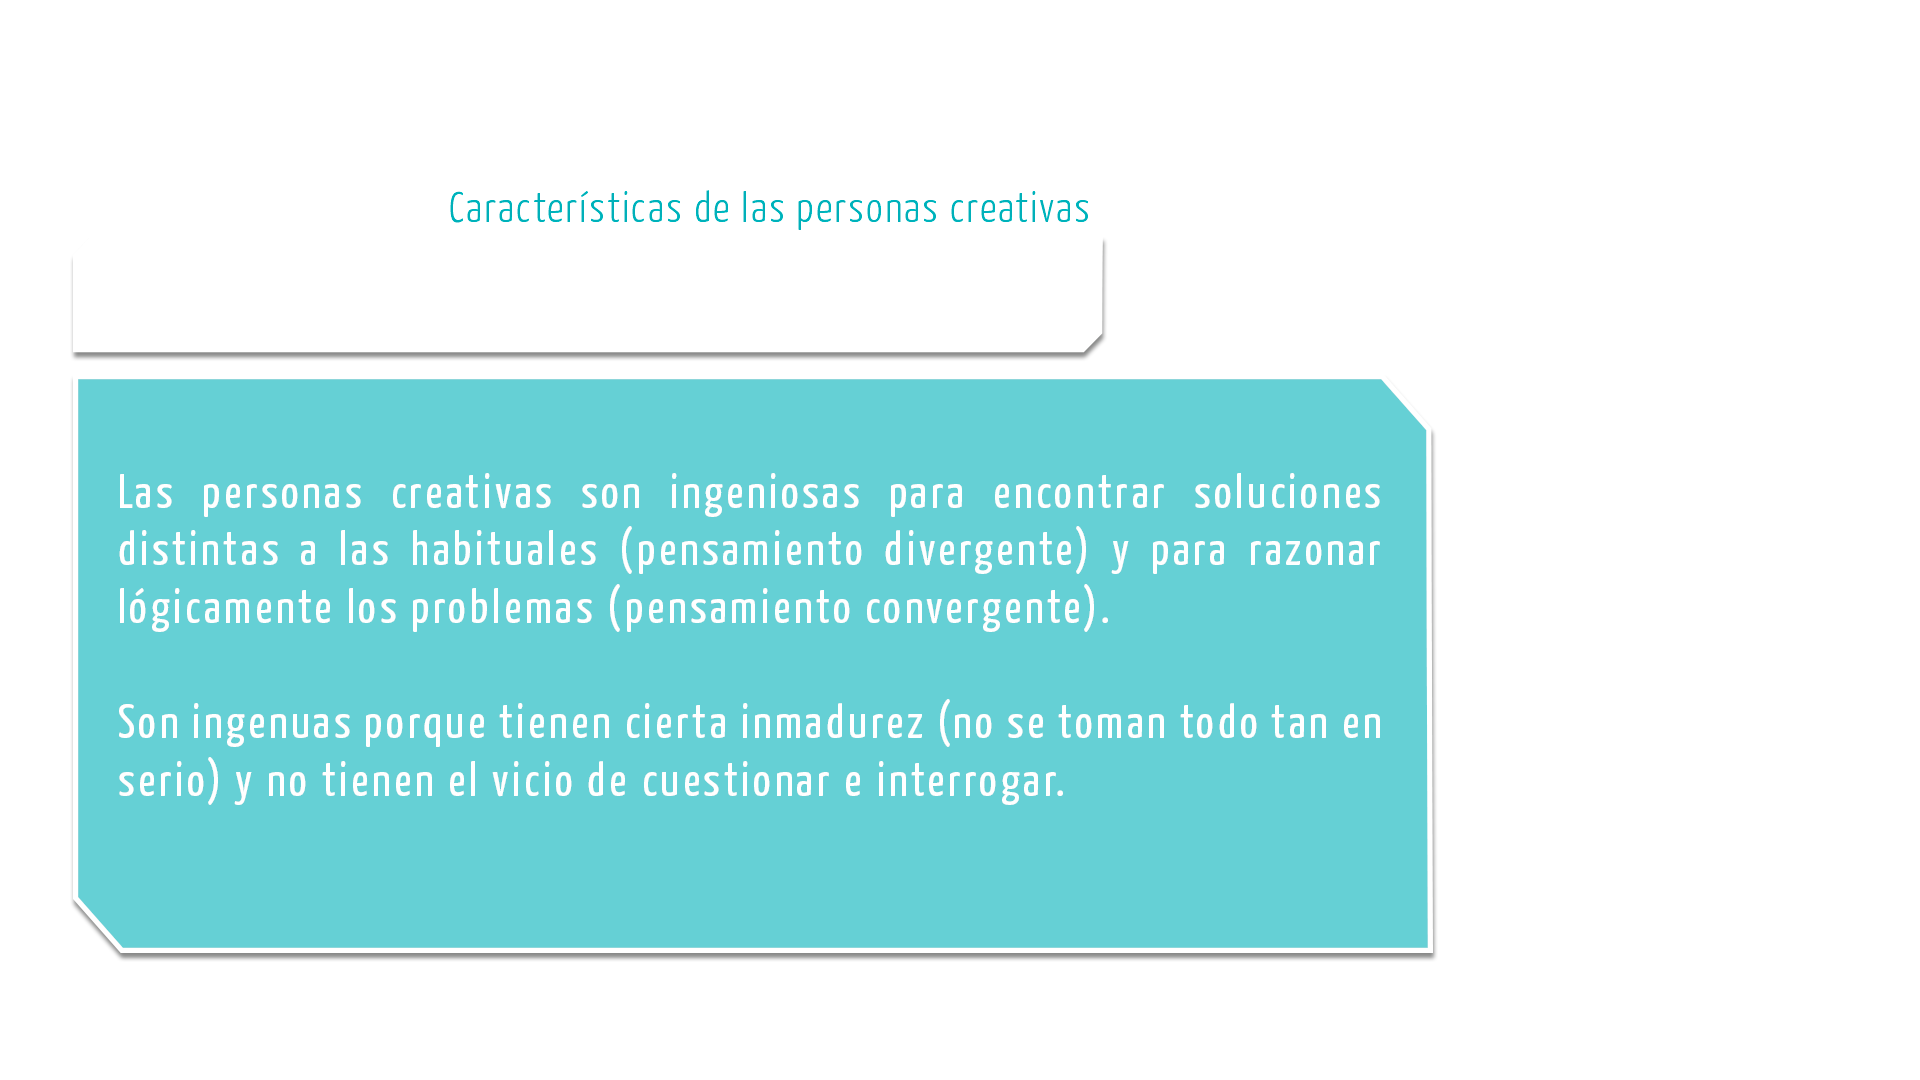 Características de las personas creativas
Las personas creativas son ingeniosas para encontrar soluciones
distintas a las habituales (pensamiento divergente) y para razonar
lógicamente los problemas (pensamiento convergente).
Son ingenuas porque tienen cierta inmadurez (no se toman todo tan en
serio) y no tienen el vicio de cuestionar e interrogar.